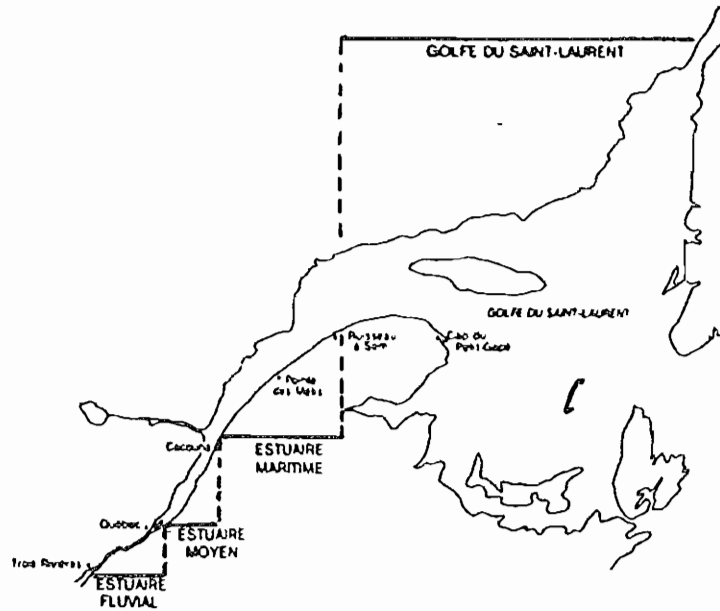 GOLFE DU SAINT-LAURENT
GOLFE DU SAINT-LAURENT
Ruisseau
à Sem
Cap du
Petit Gaspé
Pointe
des Mets
Cacouna
ESTUAIRE
MARITIME
Québec
ESTUAIRE
MOYEN
Trois Rivières
ESTUAIRE
FLUVIAL